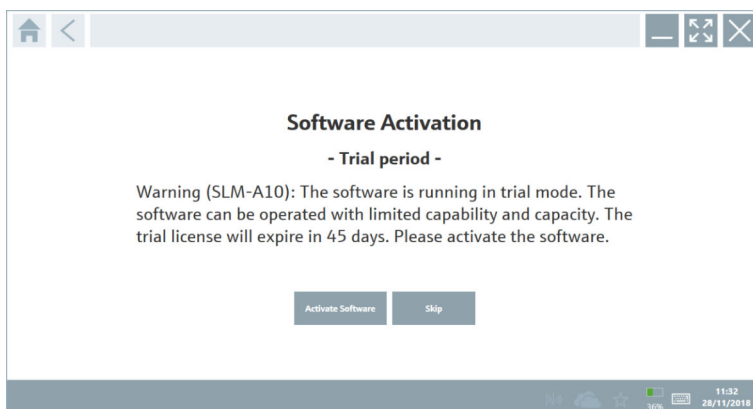 Software Activation
- Trial period -
Warning (SLM-A10): The software is running in trial mode. The
software can be operated with limited capability and capacity. The
trial license will expire in 45 days. Please activate the software.
Activate Software
Skip
11:32
36%
28/11/2018